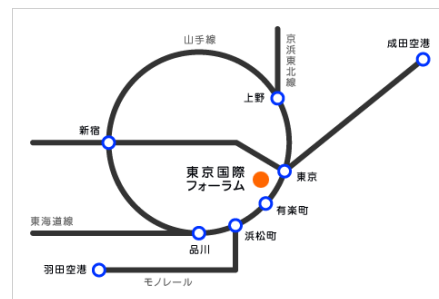 山手線
京浜東北線
成田空港
上野
新宿
東京国際
フォーラム
東京
有楽町
東海道線
浜松町
品川
羽田空港
モノレール